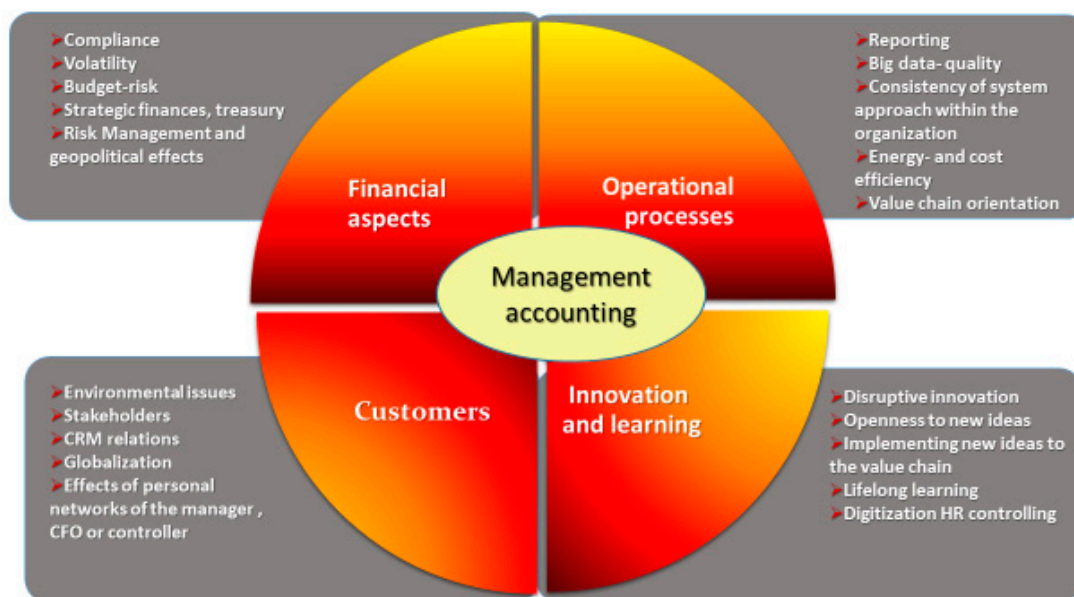 ➤Compliance
➤Volatility
➤Budget-risk
➤Strategic finances, treasury
➤Risk Management and
geopolitical effects
➤Reporting
➤Big data- quality
➤Consistency of system
approach within the
organization
➤Energy- and cost
efficiency
➤Value chain orientation
Financial
aspects
Operational
processes
Management
accounting
Customers
Innovation
and learning
➤Environmental issues
➤Stakeholders
➤CRM relations
➤Globalization
➤Effects of personal
networks of the manager ,
CFO or controller
➤Disruptive innovation
➤Openness to new ideas
➤Implementing new ideas to
the value chain
➤Lifelong learning
➤Digitization HR controlling